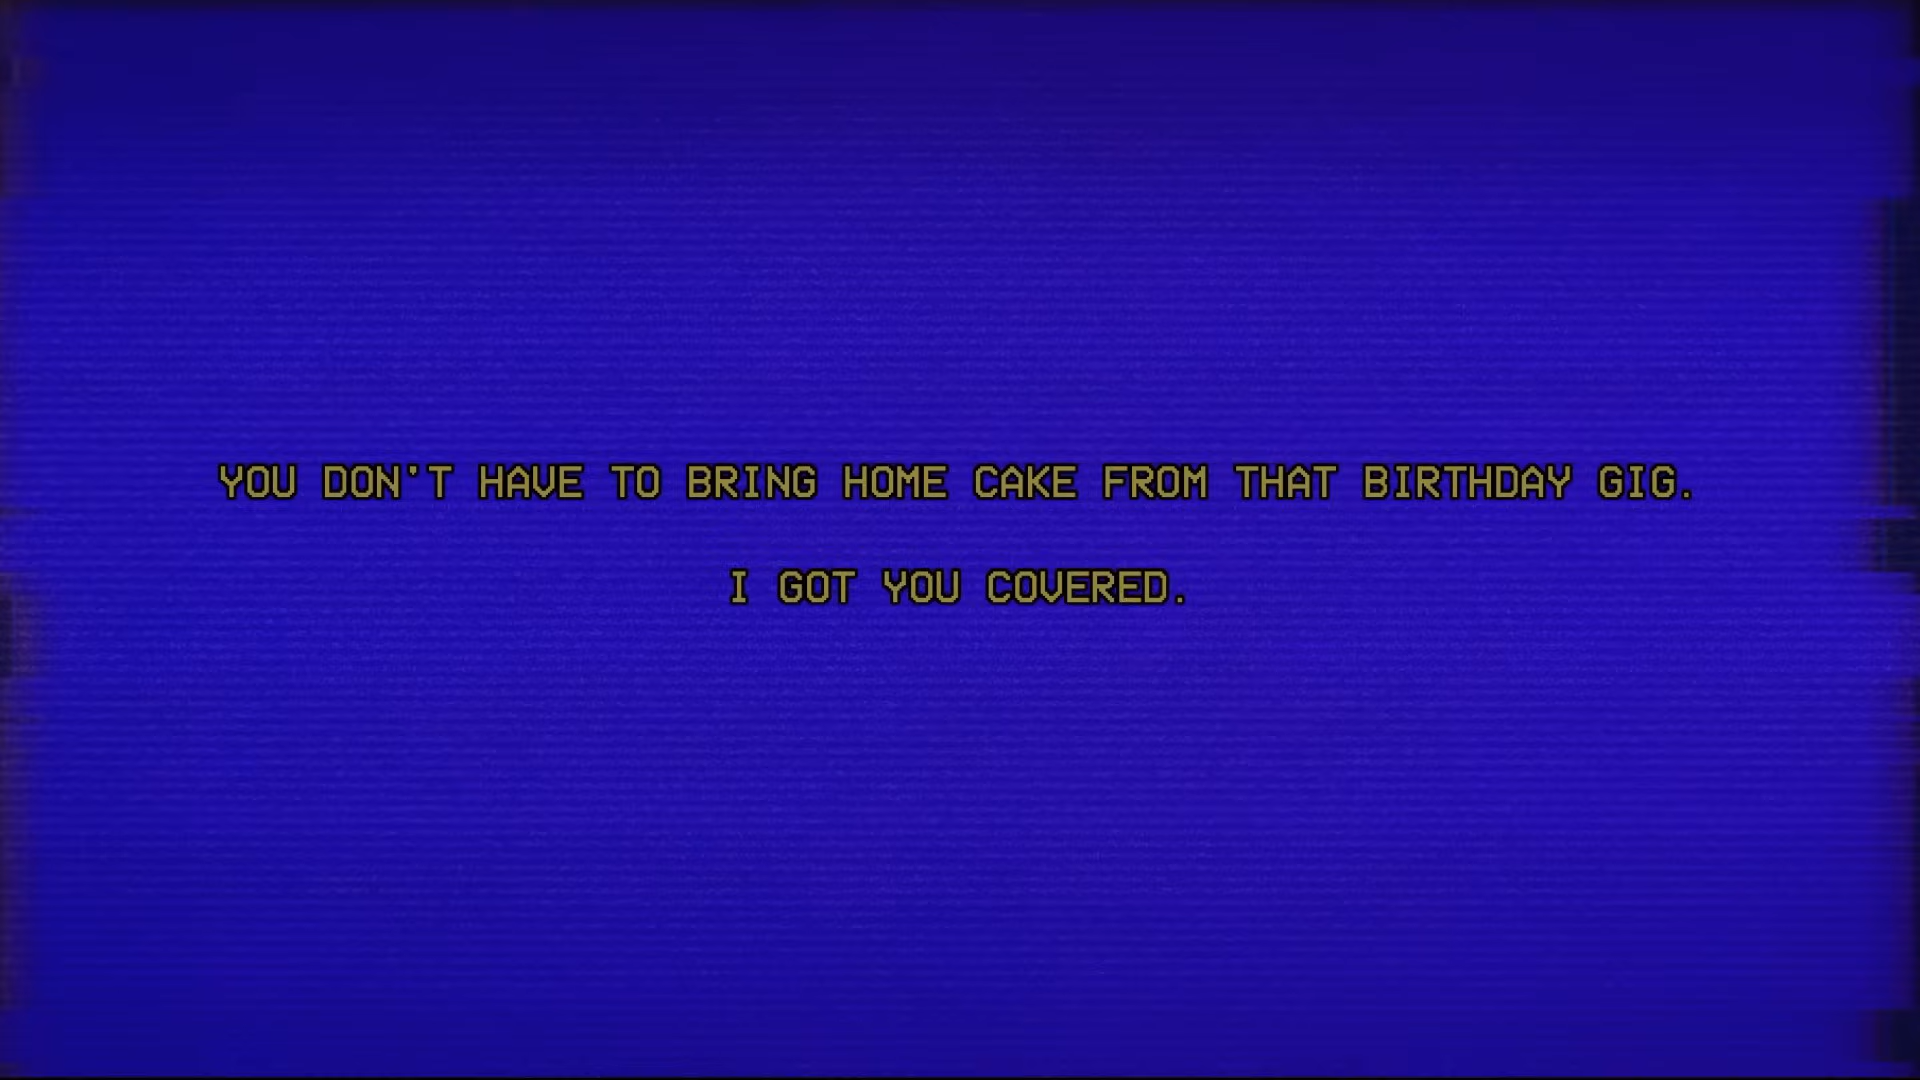 YOU DON'T HAVE TO BRING HOME CAKE FROM THAT BIRTHDAY GIG.
I GOT YOU COVERED.